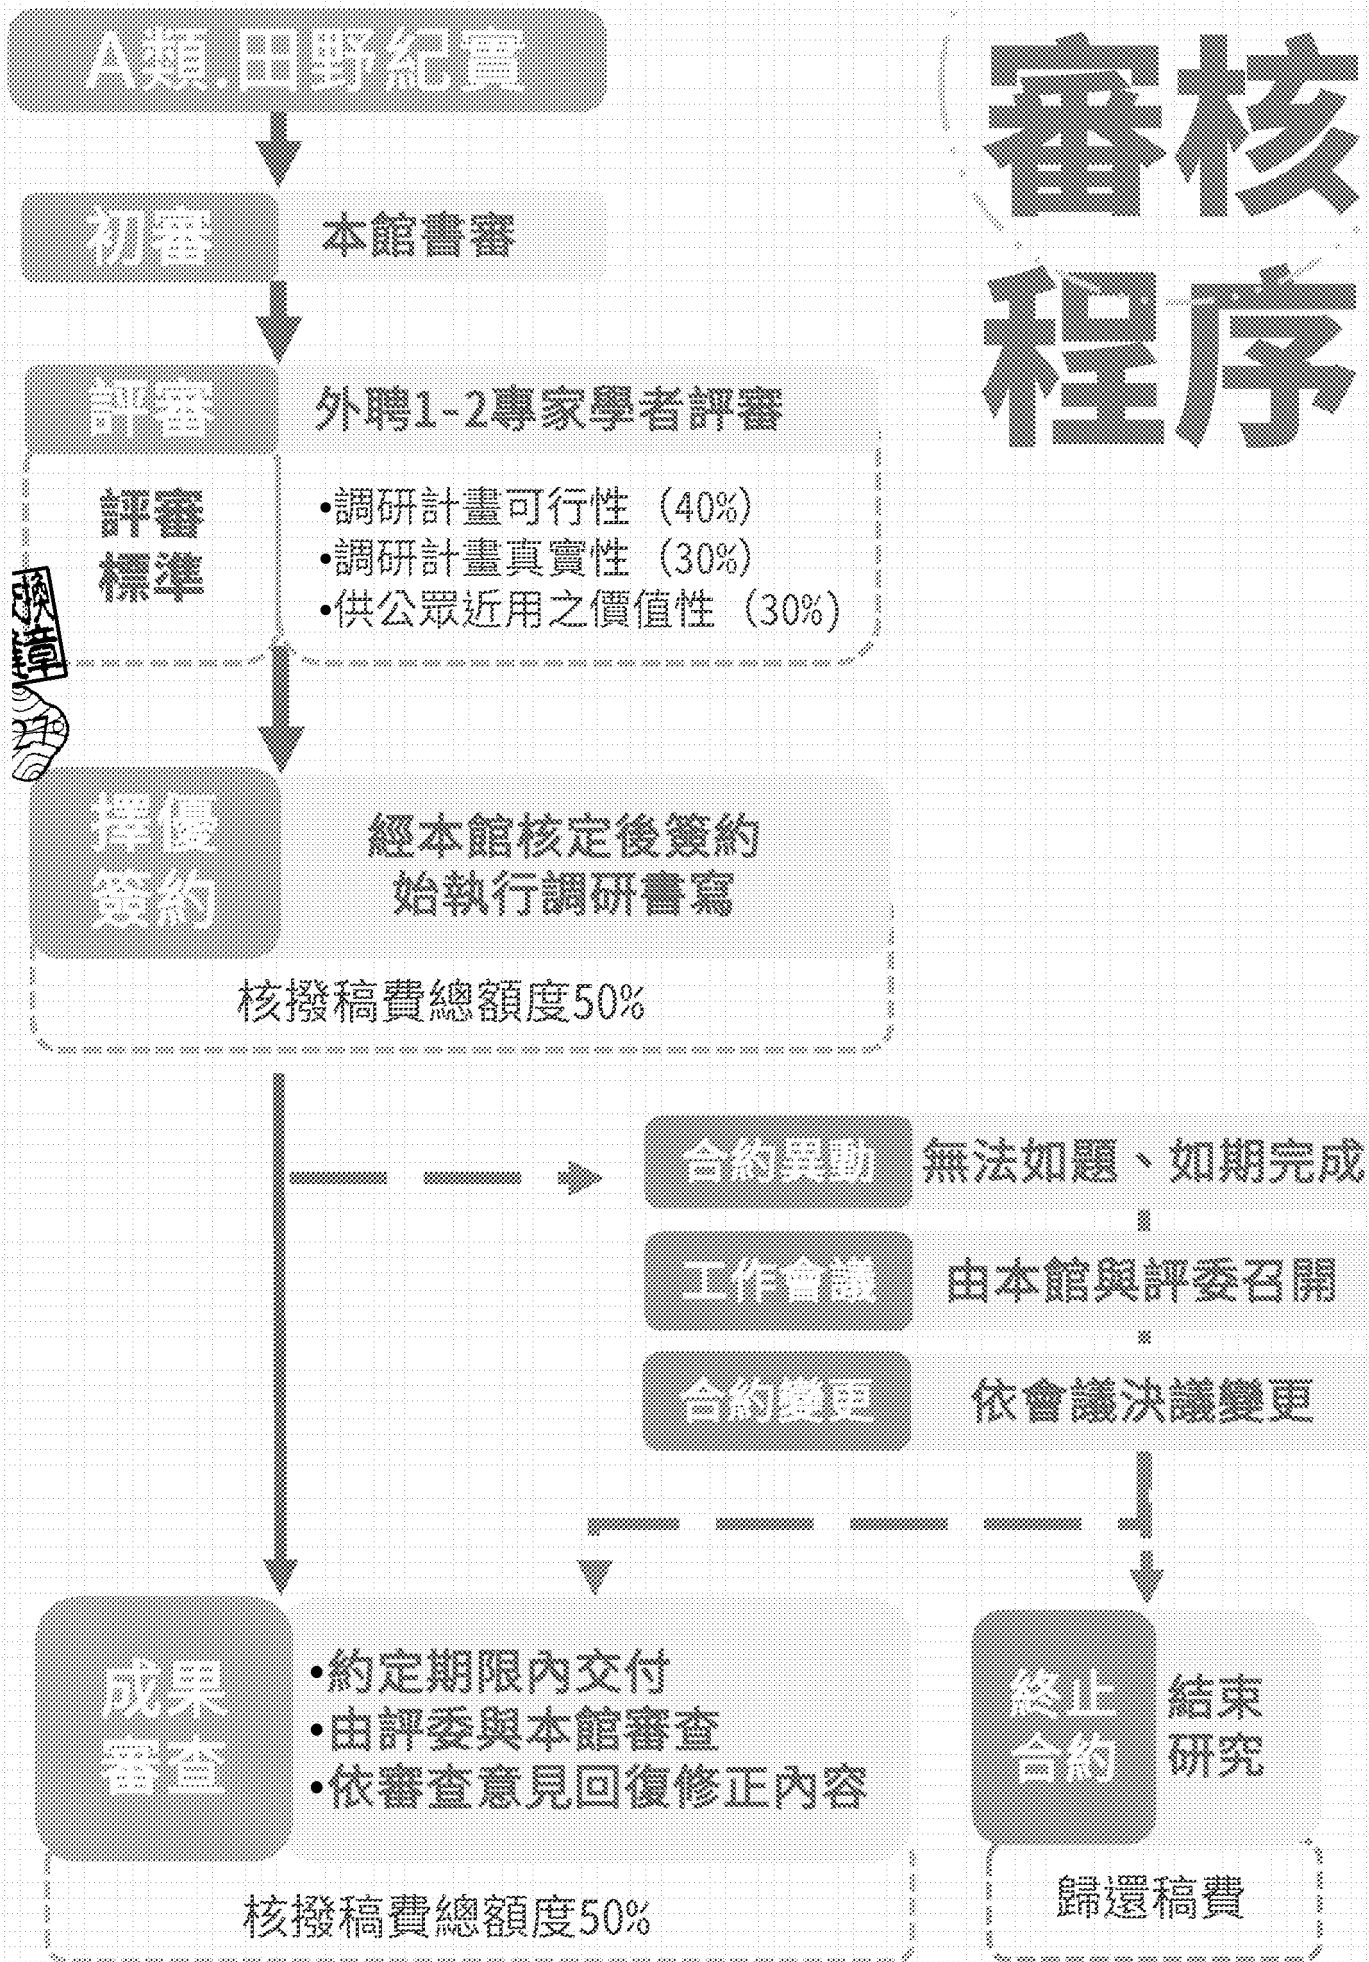 審核
程序
A類.田野紀實
初審
本館書審
評審
外聘1-2專家學者評審
評審
標準
•調研計畫可行性（40%）
•調研計畫真實性（30%）
•供公眾近用之價值性（30%）
換
章
27
擇優
簽約
經本館核定後簽約
始執行調研書寫
核撥稿費總額度50%
合約異動
無法如題、如期完成
工作會議
由本館與評委召開
合約變更
依會議決議變更
成果
審查
•約定期限內交付
•由評委與本館審查
•依審查意見回復修正內容
核撥稿費總額度50%
終止
合約
結束
研究
歸還稿費